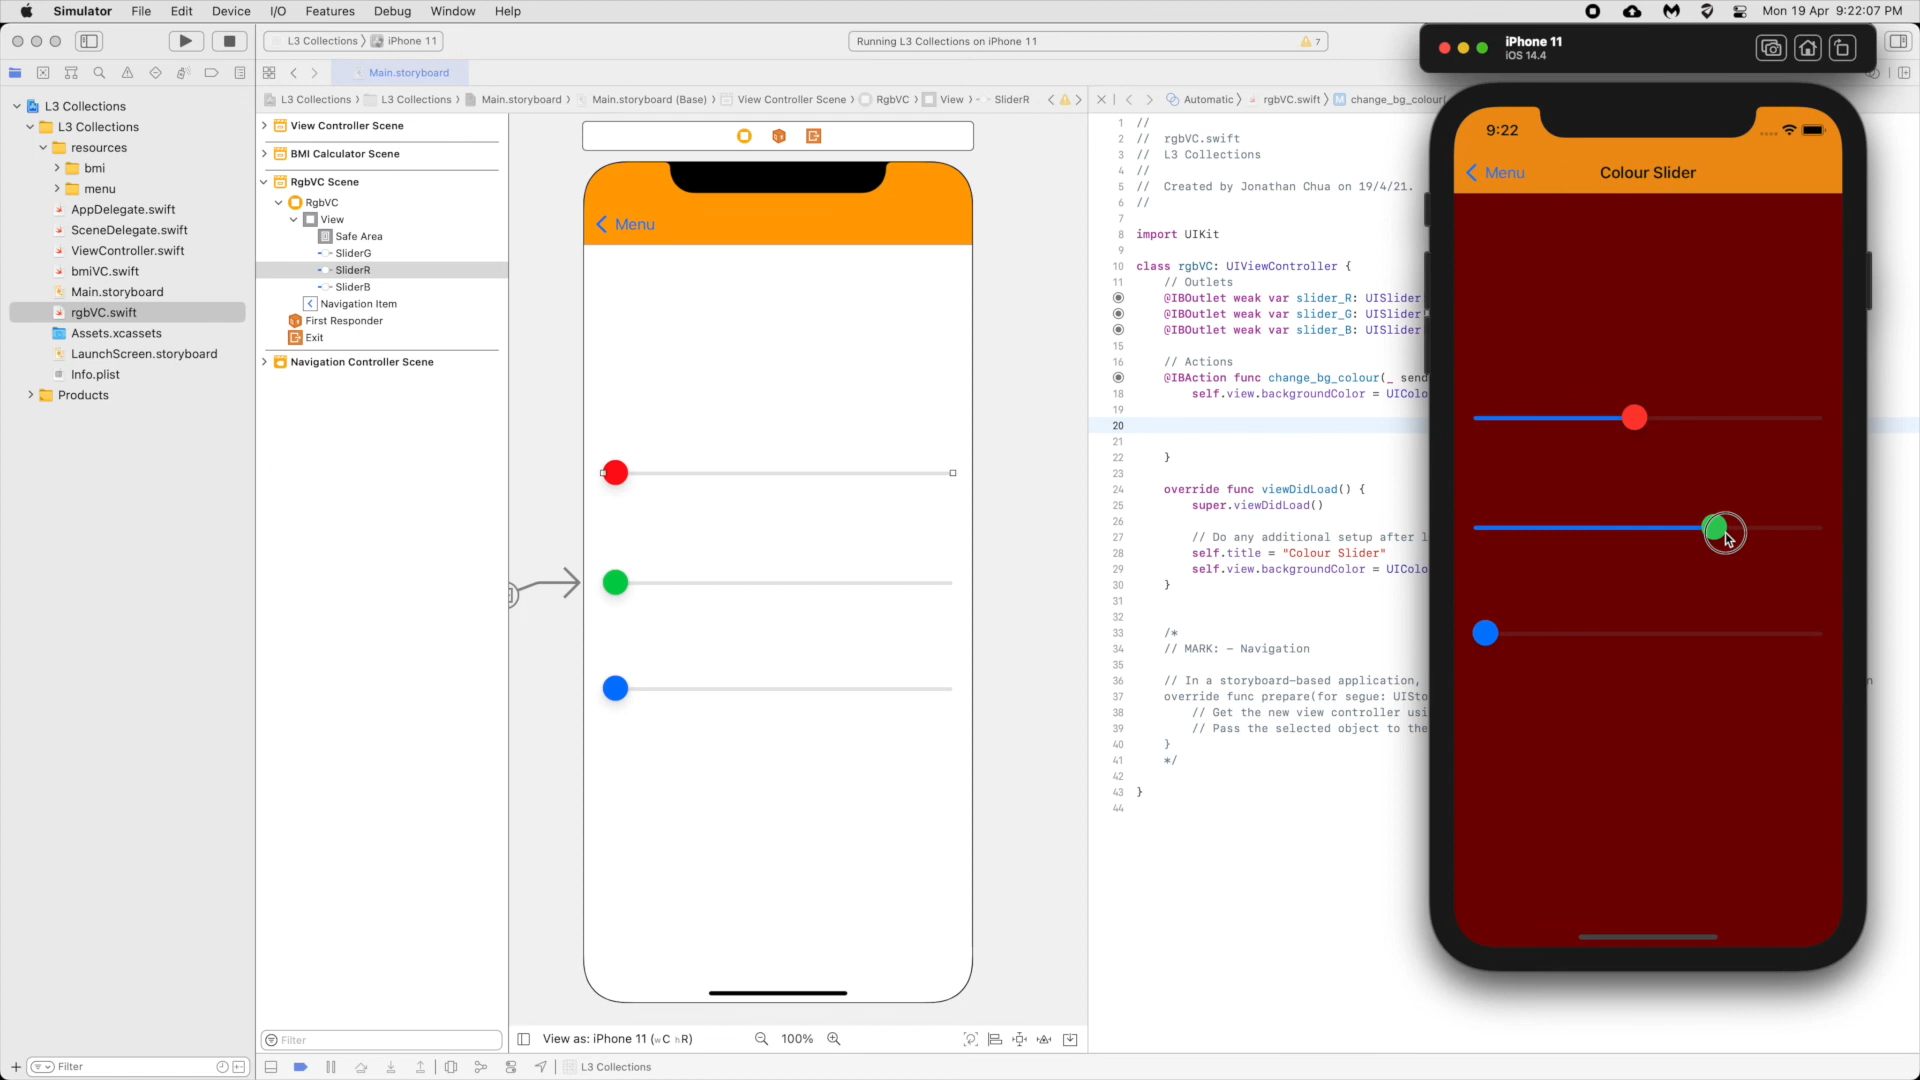 Simulator File Edit Device I/O Features Debug Window Help
Mon 19 Apr 9:22:07 PM
L3 Collections
iPhone 11
Running L3 Collections on iPhone 11
7
iPhone 11
iOS 14.4
Main.storyboard
L3 Collections
L3 Collections
resources
bmi
menu
AppDelegate.swift
SceneDelegate.swift
ViewController.swift
bmiVC.swift
Main.storyboard
rgbVC.swift
Assets.xcassets
LaunchScreen.storyboard
Info.plist
Products
Filter
L3 Collections
L3 Collections
Main.storyboard
Main.storyboard (Base)
View Controller Scene
RgbVC
View
SliderR
View Controller Scene
BMI Calculator Scene
RgbVC Scene
RgbVC
View
Safe Area
SliderG
SliderR
SliderB
Navigation Item
First Responder
Exit
Navigation Controller Scene
Filter
Menu
View as: iPhone 11 (wC hR)
100%
L3 Collections
Automatic
rgbVC.swift
M change_bg_colour(
1 //
2 // rgbVC.swift
3 // L3 Collections
4 //
5 // Created by Jonathan Chua on 19/4/21.
6 //
7
8 import UIKit
9
10 class rgbVC: UIViewController {
11 // Outlets
@IBOutlet weak var slider_R: UISlider
@IBOutlet weak var slider_G: UISlider
@IBOutlet weak var slider_B: UISlider
15
16 // Actions
@IBAction func change_bg_colour(_ send
18 self.view.backgroundColor = UIColo
19
20
21
22 }
23
24 override func viewDidLoad() {
25 super.viewDidLoad()
26
27 // Do any additional setup after l
28 self.title = "Colour Slider"
29 self.view.backgroundColor = UIColo
30 }
31
32
33 /*
34 // MARK: - Navigation
35
36 // In a storyboard-based application,
37 override func prepare(for segue: UISto
38 // Get the new view controller usi
39 // Pass the selected object to the
40 }
41 */
42
43 }
44
9:22
Menu
Colour Slider
n